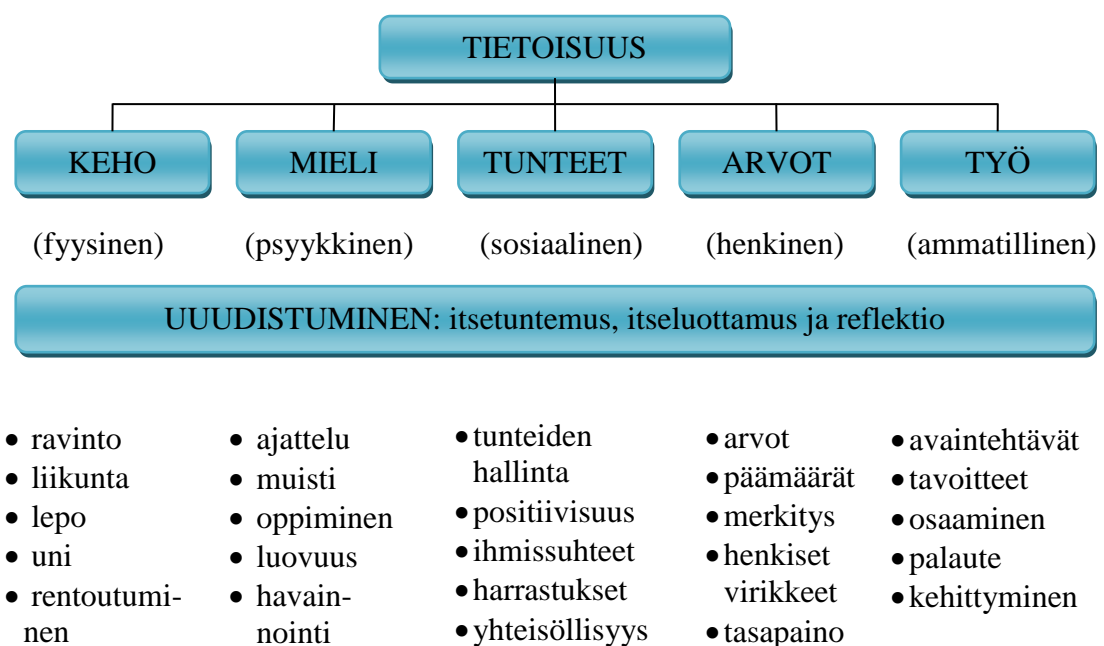 TIETOISUUS
KEHO
MIELI
TUNTEET
ARVOT
TYÖ
(fyysinen)
(psyykkinen)
(sosiaalinen)
(henkinen)
(ammatillinen)
UUUDISTUMINEN: itsetuntemus, itseluottamus ja reflektio
• ravinto
• liikunta
• lepo
• uni
• rentoutumi-
nen
• ajattelu
• muisti
• oppiminen
• luovuus
• havain-
nointi
• tunteiden
hallinta
• positiivisuus
• ihmissuhteet
• harrastukset
• yhteisöllisyys
• arvot
• päämäärät
• merkitys
• henkiset
virikkeet
• tasapaino
• avaintehtävät
• tavoitteet
• osaaminen
• palaute
• kehittyminen